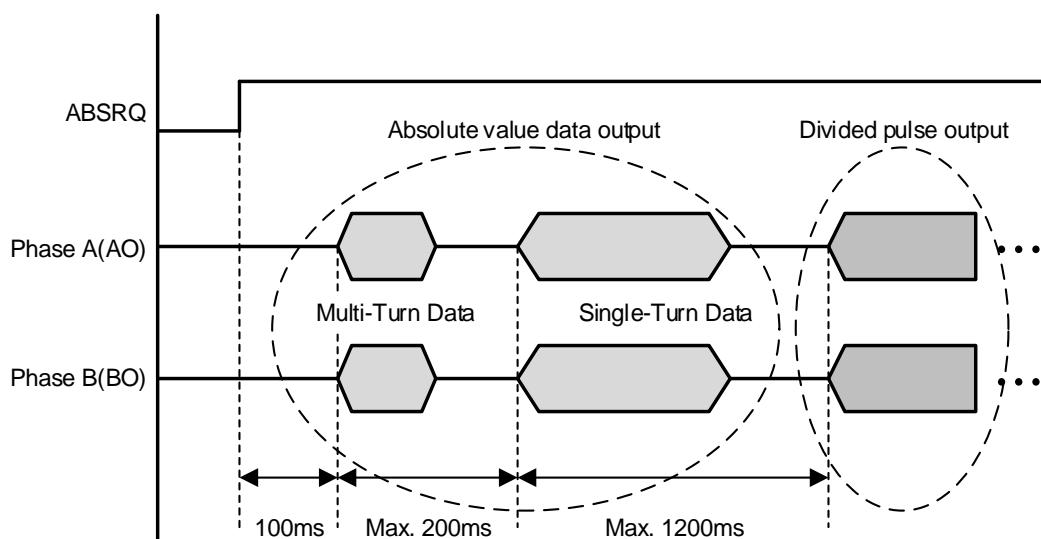 ABSRQ
Absolute value data output
Divided pulse output
Phase A(AO)
Multi-Turn Data
Single-Turn Data
Phase B(BO)
100ms
Max. 200ms
Max. 1200ms